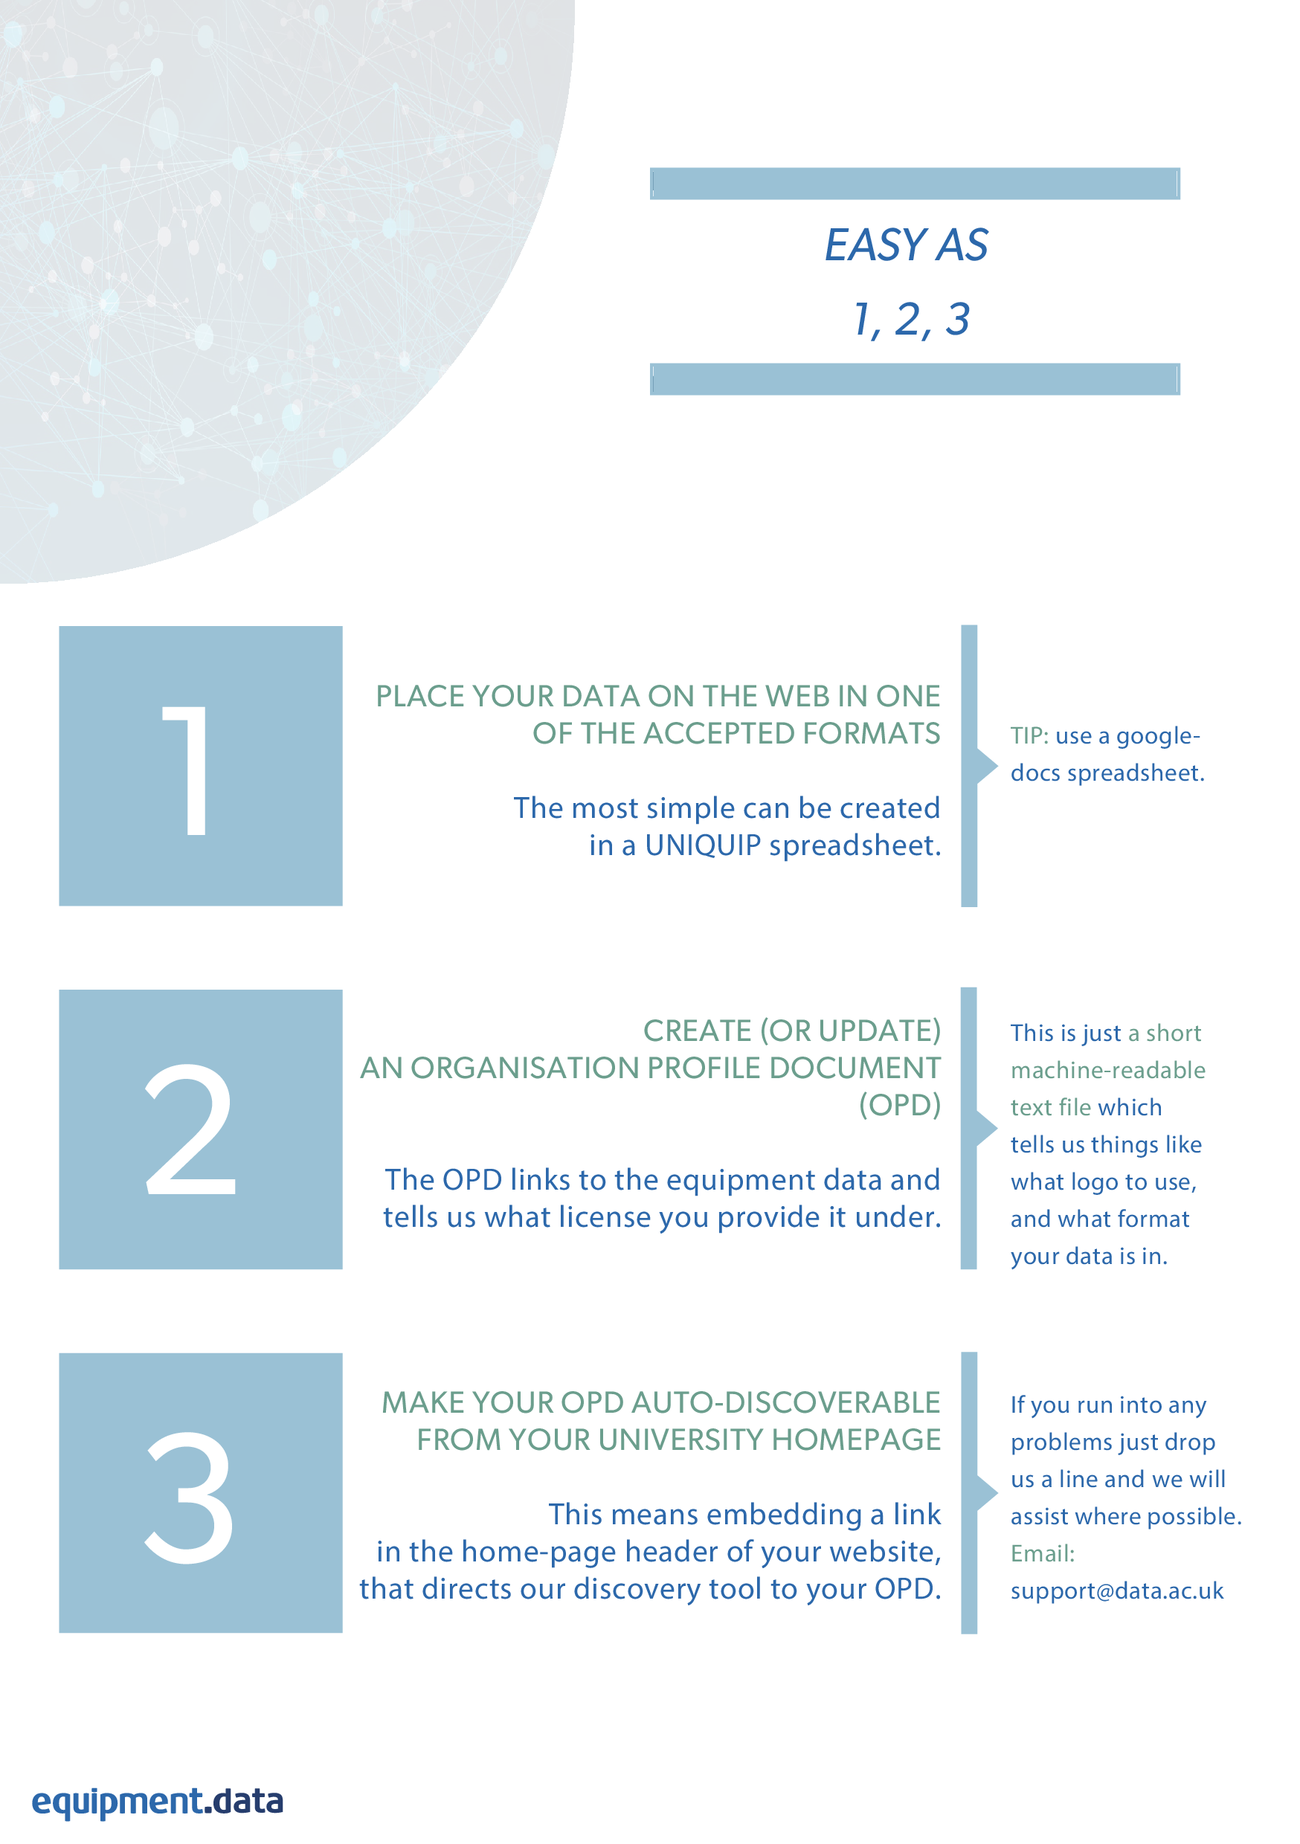 EASY AS
1, 2, 3
1
PLACE YOUR DATA ON THE WEB IN ONE
OF THE ACCEPTED FORMATS
The most simple can be created
in a UNIQUIP spreadsheet.
TIP: use a google-
docs spreadsheet.
2
CREATE (OR UPDATE)
AN ORGANISATION PROFILE DOCUMENT
(OPD)
The OPD links to the equipment data and
tells us what license you provide it under.
This is just a short
machine-readable
text file which
tells us things like
what logo to use,
and what format
your data is in.
3
MAKE YOUR OPD AUTO-DISCOVERABLE
FROM YOUR UNIVERSITY HOMEPAGE
This means embedding a link
in the home-page header of your website,
that directs our discovery tool to your OPD.
If you run into any
problems just drop
us a line and we will
assist where possible.
Email:
support@data.ac.uk
equipment.data